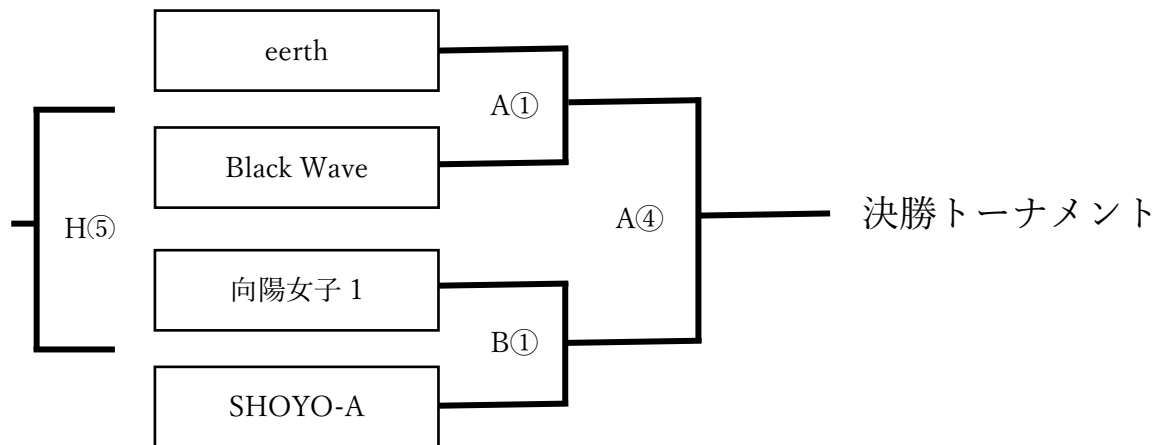 eerth
A①
Black Wave
H⑤
A④
決勝トーナメント
向陽女子 1
B①
SHOYO-A